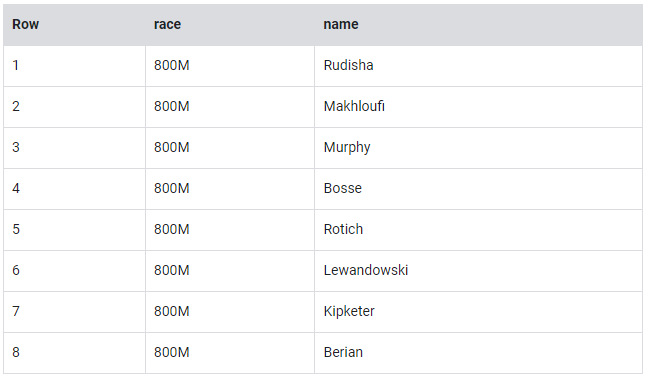 Row race name
1 800M Rudisha
2 800M Makhloufi
3 800M Murphy
4 800M Bosse
5 800M Rotich
6 800M Lewandowski
7 800M Kipketer
8 800M Berian